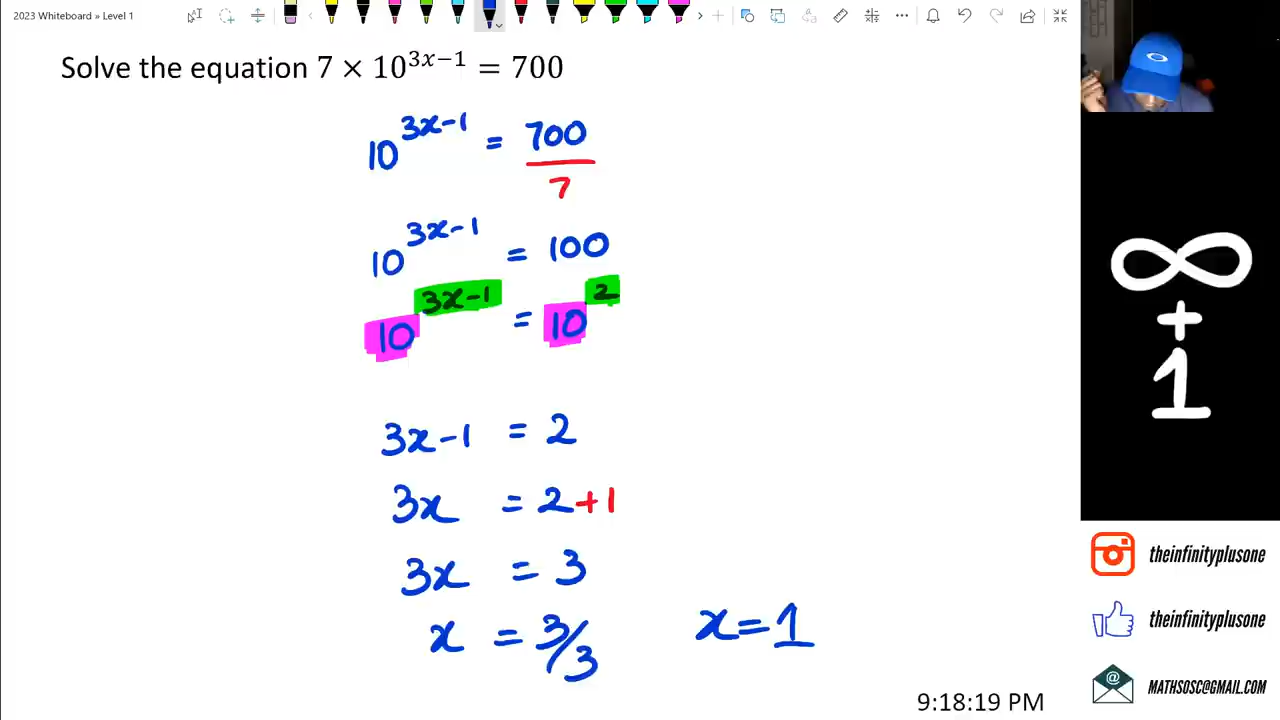 2023 Whiteboard » Level 1
Solve the equation 7 × 10^{3x−1} = 700
10^{3x-1} = 700/7
10^{3x-1} = 100
10^{3x-1} = 10^{2}
3x-1 = 2
3x = 2+1
3x = 3
x = 3/3
x=1
∞
+
1
theinfinityplusone
theinfinityplusone
@
MATHSOSC@GMAIL.COM
9:18:19 PM